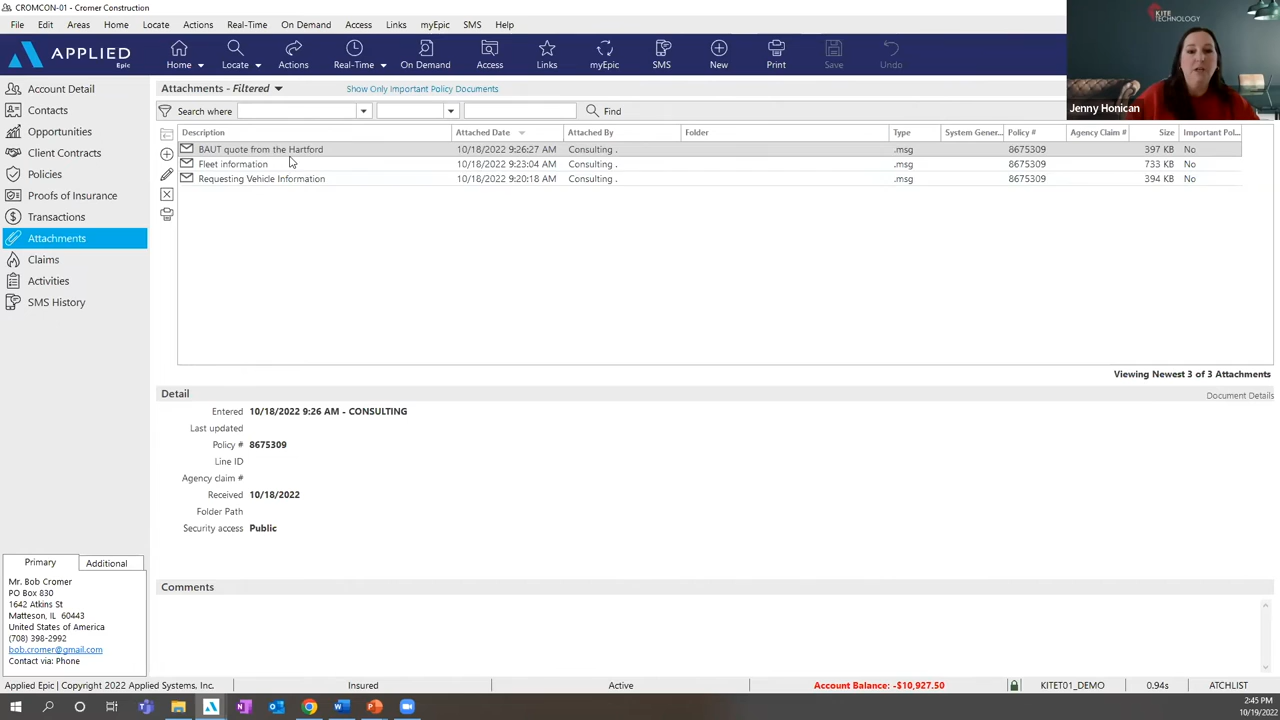 CROMCON-01 - Cromer Construction
File Edit Areas Home Locate Actions Real-Time On Demand Access Links myEpic SMS Help
KITE TECHNOLOGY
APPLIED Epic
Home Locate Actions Real-Time On Demand Access Links myEpic SMS New Print Save Undo
Jenny Honican
Account Detail
Contacts
Opportunities
Client Contracts
Policies
Proofs of Insurance
Transactions
Attachments
Claims
Activities
SMS History
Attachments - Filtered Show Only Important Policy Documents
Search where Find
Description Attached Date Attached By Folder Type System Gener... Policy # Agency Claim # Size Important Pol...
BAUT quote from the Hartford 10/18/2022 9:26:27 AM Consulting . .msg 8675309 397 KB No
Fleet information 10/18/2022 9:23:04 AM Consulting . .msg 8675309 733 KB No
Requesting Vehicle Information 10/18/2022 9:20:18 AM Consulting . .msg 8675309 394 KB No
Viewing Newest 3 of 3 Attachments
Detail
Document Details
Entered 10/18/2022 9:26 AM - CONSULTING
Last updated
Policy # 8675309
Line ID
Agency claim #
Received 10/18/2022
Folder Path
Security access Public
Comments
Primary Additional
Mr. Bob Cromer
PO Box 830
1642 Atkins St
Matteson, IL 60443
United States of America
(708) 398-2992
bob.cromer@gmail.com
Contact via: Phone
Applied Epic | Copyright 2022 Applied Systems, Inc. Insured Active Account Balance: -$10,927.50 KITET01_DEMO 0.94s ATCHLIST
2:45 PM
10/19/2022